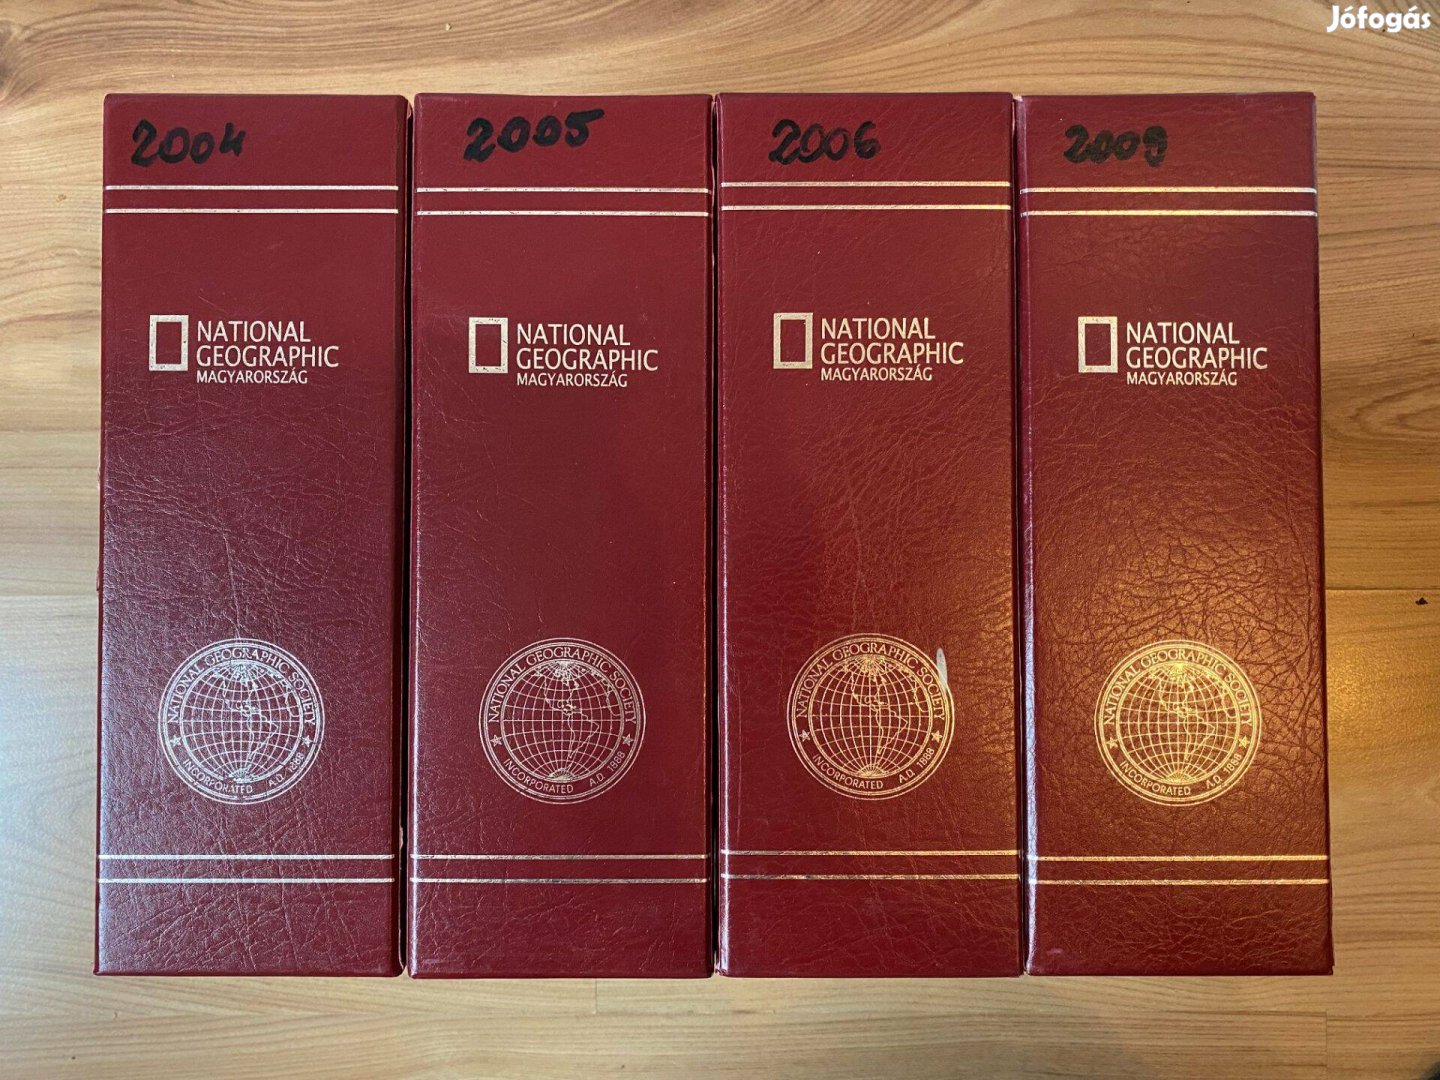 Jófogás
2004
NATIONAL
GEOGRAPHIC
MAGYARORSZÁG
NATIONAL GEOGRAPHIC SOCIETY
INCORPORATED A.D. 1888
2005
NATIONAL
GEOGRAPHIC
MAGYARORSZÁG
NATIONAL GEOGRAPHIC SOCIETY
INCORPORATED A.D. 1888
2006
NATIONAL
GEOGRAPHIC
MAGYARORSZÁG
NATIONAL GEOGRAPHIC SOCIETY
INCORPORATED A.D. 1888
2009
NATIONAL
GEOGRAPHIC
MAGYARORSZÁG
NATIONAL GEOGRAPHIC SOCIETY
INCORPORATED A.D. 1888